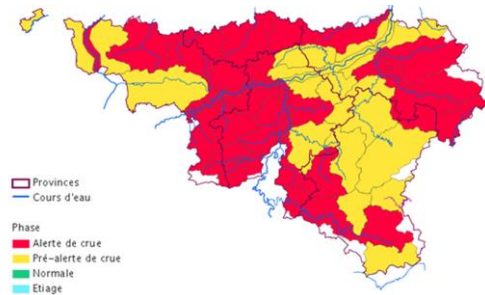 Provinces
Cours d'eau
Phase
Alerte de crue
Pré-alerte de crue
Normale
Etiage